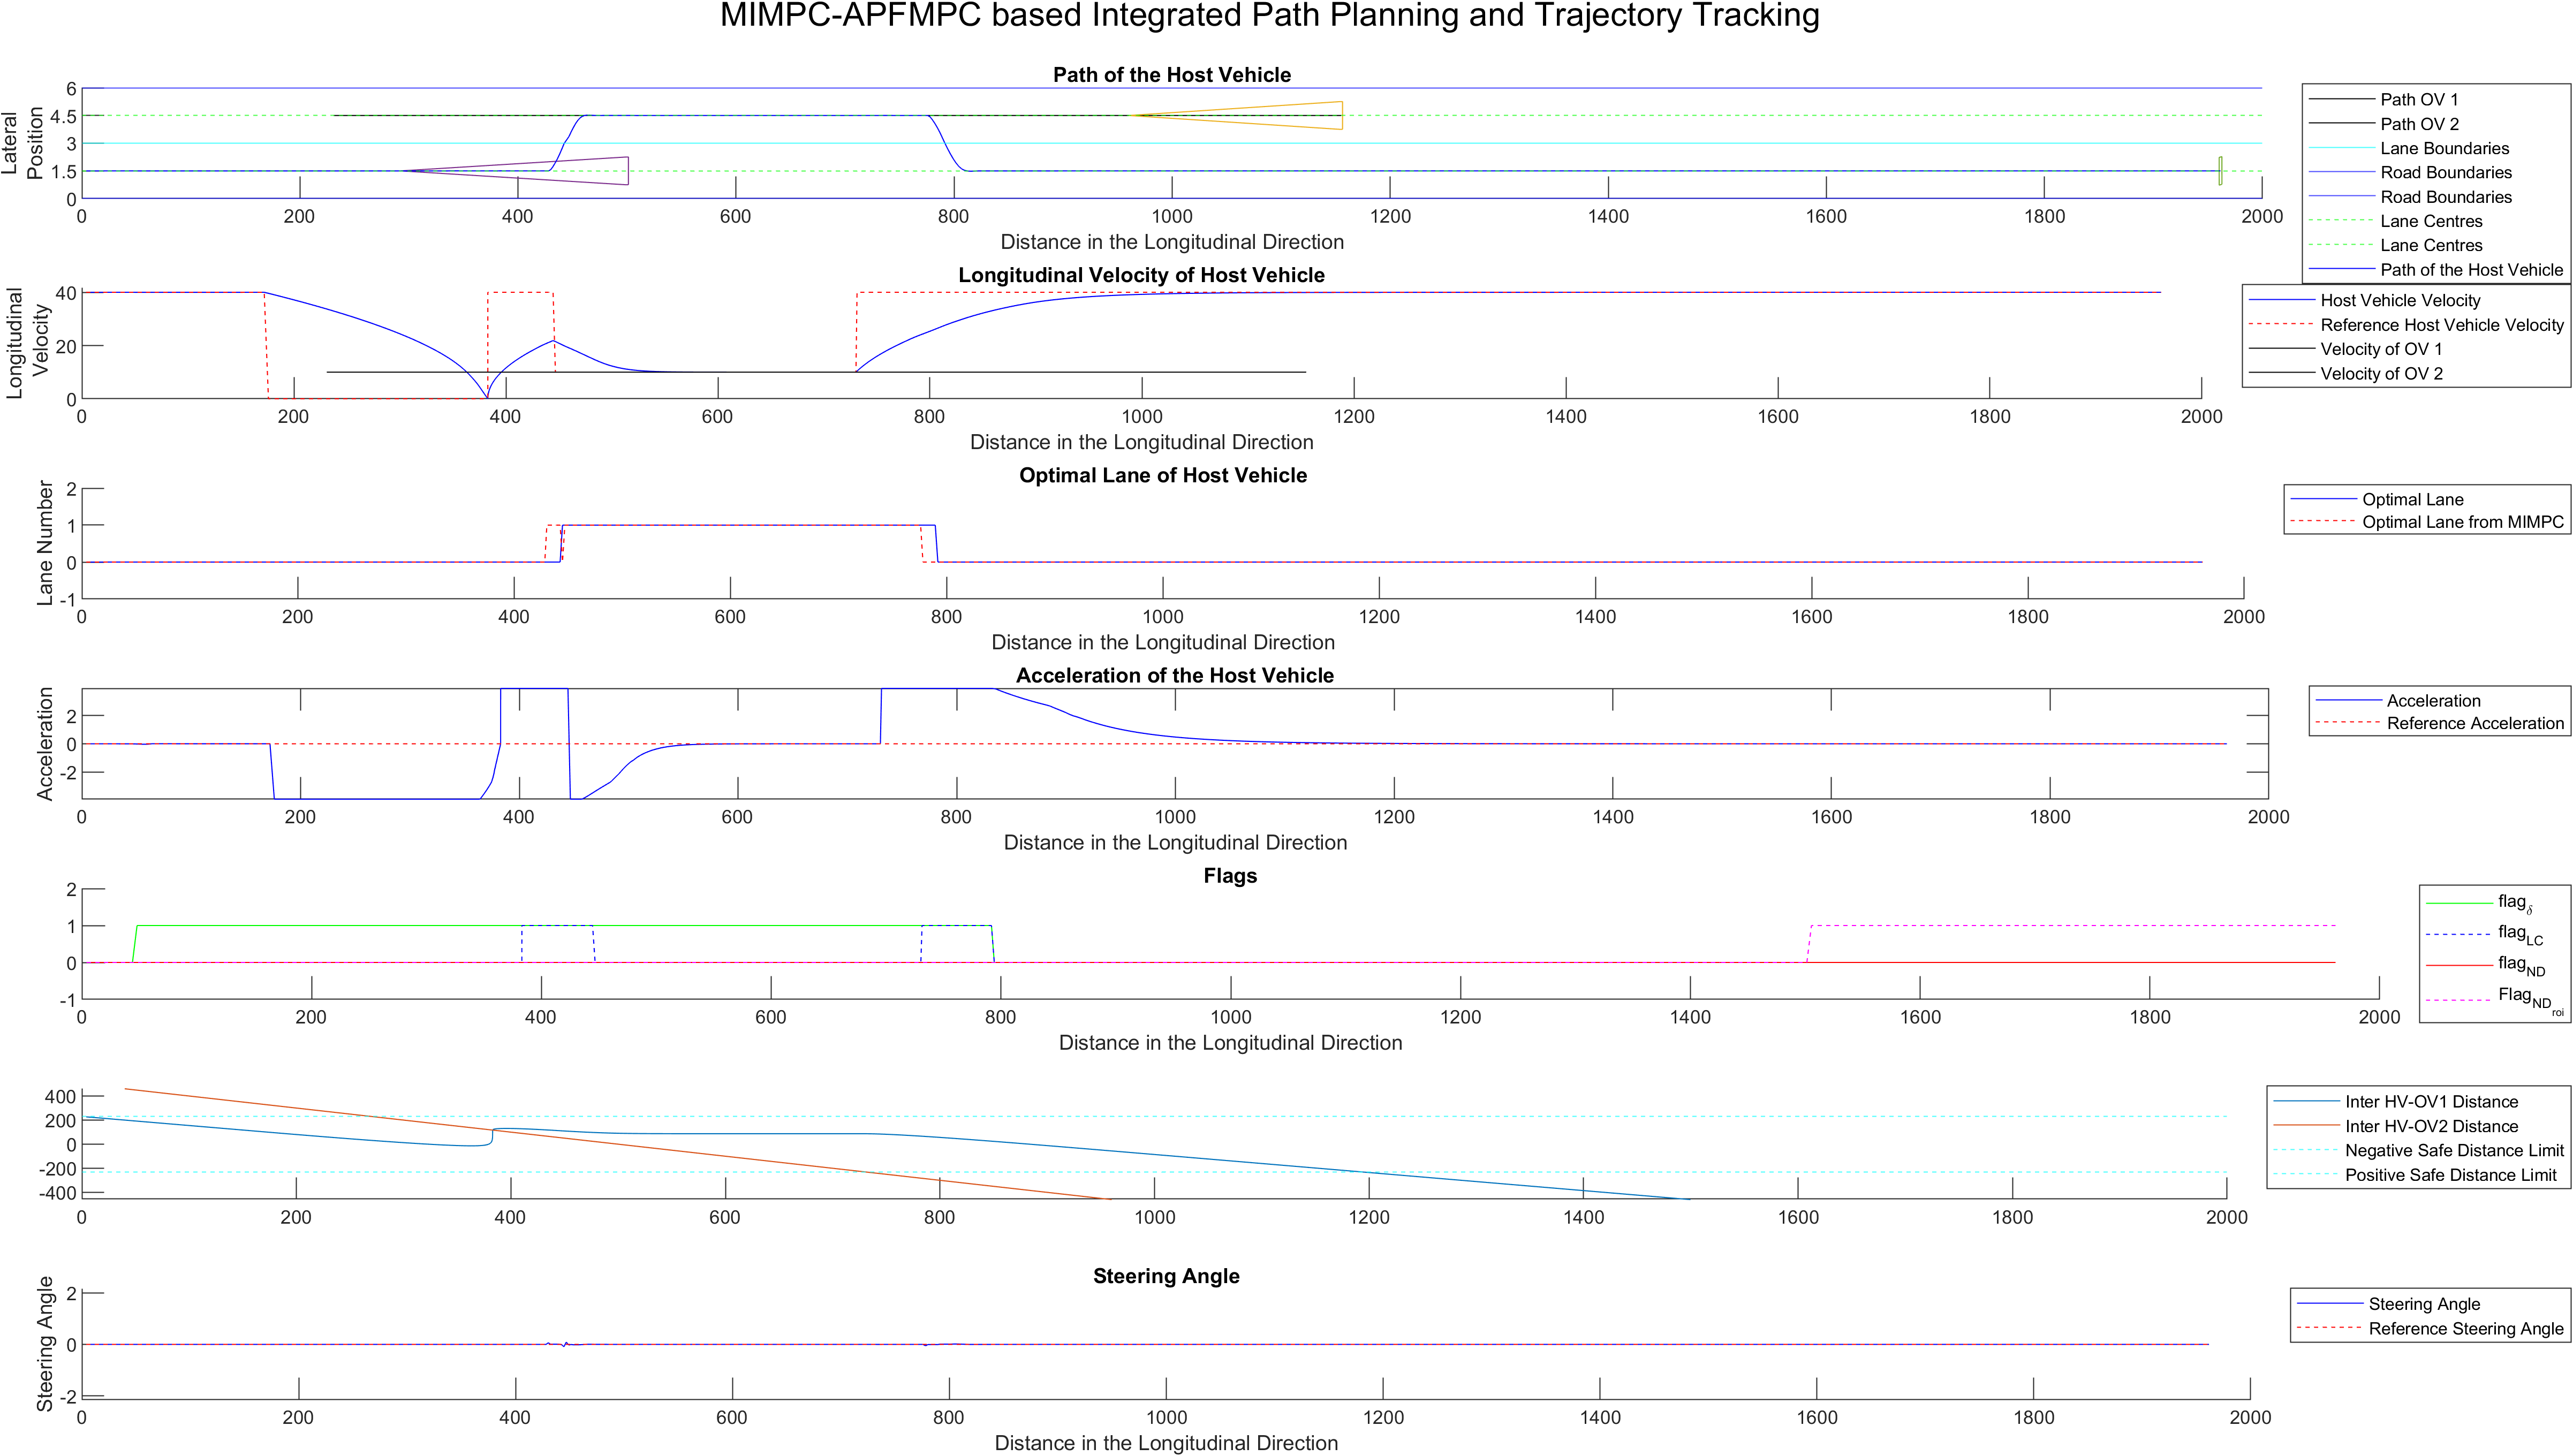 MIMPC-APFMPC based Integrated Path Planning and Trajectory Tracking
Path of the Host Vehicle
Lateral
Position
6
4.5
3
1.5
0
0 200 400 600 800 1000 1200 1400 1600 1800 2000
Distance in the Longitudinal Direction
Path OV 1
Path OV 2
Lane Boundaries
Road Boundaries
Road Boundaries
Lane Centres
Lane Centres
Path of the Host Vehicle
Longitudinal Velocity of Host Vehicle
Longitudinal
Velocity
40
20
0
0 200 400 600 800 1000 1200 1400 1600 1800 2000
Distance in the Longitudinal Direction
Host Vehicle Velocity
Reference Host Vehicle Velocity
Velocity of OV 1
Velocity of OV 2
Optimal Lane of Host Vehicle
Lane Number
2
1
0
-1
0 200 400 600 800 1000 1200 1400 1600 1800 2000
Distance in the Longitudinal Direction
Optimal Lane
Optimal Lane from MIMPC
Acceleration of the Host Vehicle
Acceleration
2
0
-2
0 200 400 600 800 1000 1200 1400 1600 1800 2000
Distance in the Longitudinal Direction
Acceleration
Reference Acceleration
Flags
2
1
0
-1
0 200 400 600 800 1000 1200 1400 1600 1800 2000
Distance in the Longitudinal Direction
flagδ
flagLC
flagND
FlagNDroi
400
200
0
-200
-400
0 200 400 600 800 1000 1200 1400 1600 1800 2000
Inter HV-OV1 Distance
Inter HV-OV2 Distance
Negative Safe Distance Limit
Positive Safe Distance Limit
Steering Angle
Steering Angle
2
0
-2
0 200 400 600 800 1000 1200 1400 1600 1800 2000
Distance in the Longitudinal Direction
Steering Angle
Reference Steering Angle